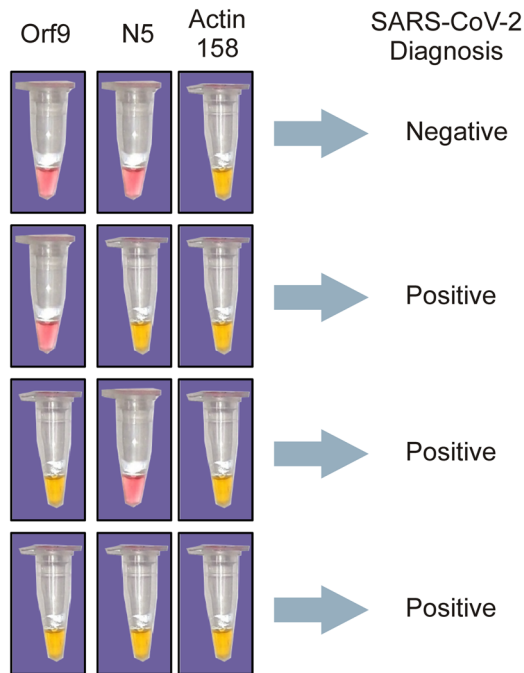 Orf9
N5
Actin
158
SARS-CoV-2
Diagnosis
Negative
Positive
Positive
Positive